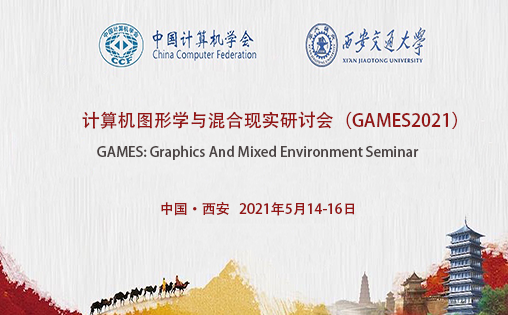 中国计算机学会
China Computer Federation
CCF
西安交通大学
XI'AN JIAOTONG UNIVERSITY
计算机图形学与混合现实研讨会（GAMES2021）
GAMES: Graphics And Mixed Environment Seminar
中国·西安 2021年5月14-16日